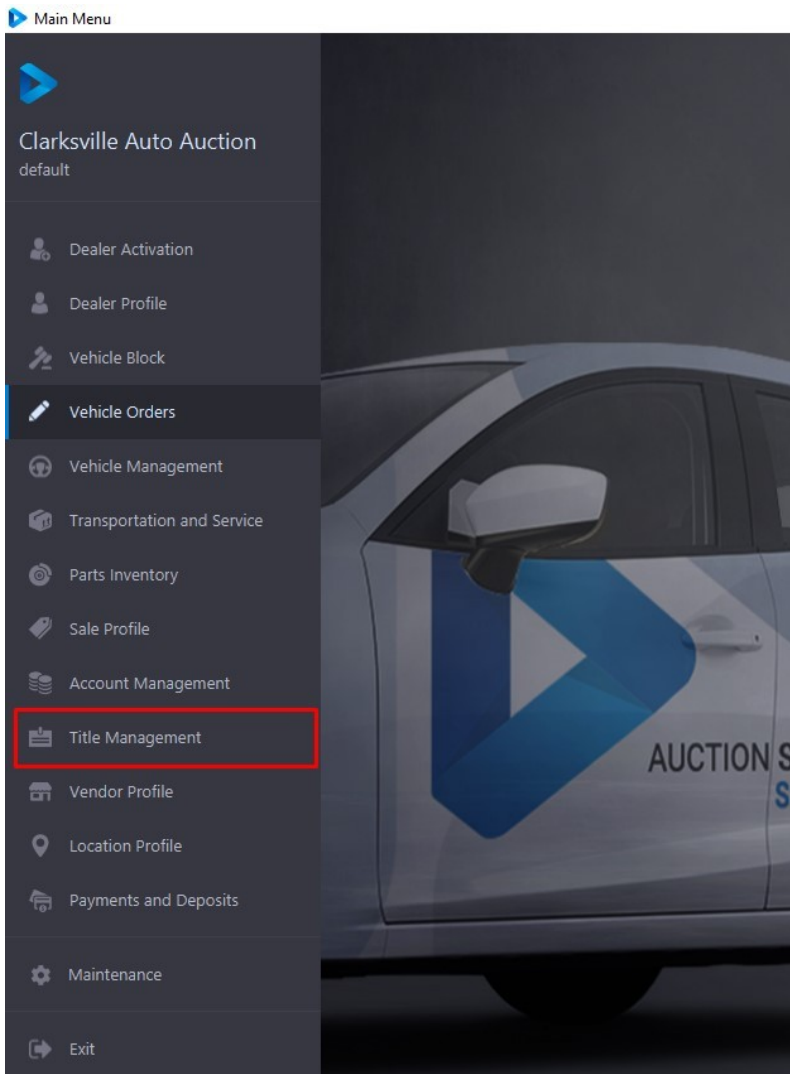 Main Menu
Clarksville Auto Auction
default
Dealer Activation
Dealer Profile
Vehicle Block
Vehicle Orders
Vehicle Management
Transportation and Service
Parts Inventory
Sale Profile
Account Management
Title Management
Vendor Profile
Location Profile
Payments and Deposits
Maintenance
Exit
AUCTION S
S